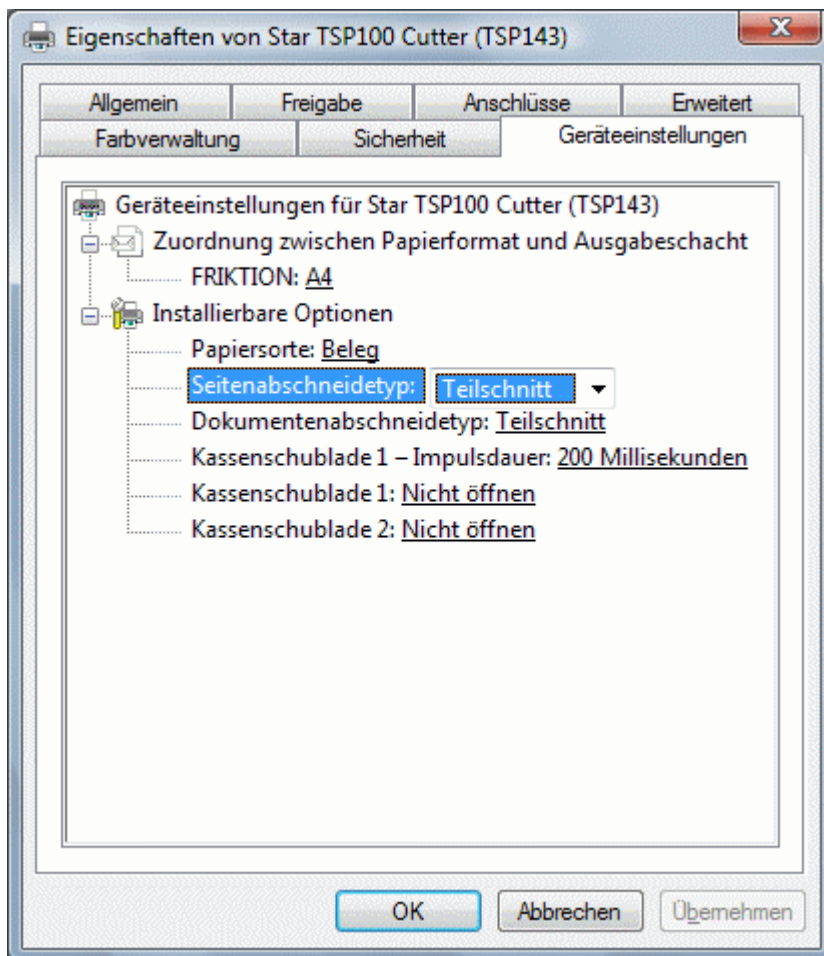 Eigenschaften von Star TSP100 Cutter (TSP143)
Allgemein Freigabe Anschlüsse Erweitert
Farbverwaltung Sicherheit Geräteeinstellungen
Geräteeinstellungen für Star TSP100 Cutter (TSP143)
Zuordnung zwischen Papierformat und Ausgabeschacht
FRIKTION: A4
Installierbare Optionen
Papiersorte: Beleg
Seitenabschneidetyp: Teilschnitt
Dokumentenabschneidetyp: Teilschnitt
Kassenschublade 1 – Impulsdauer: 200 Millisekunden
Kassenschublade 1: Nicht öffnen
Kassenschublade 2: Nicht öffnen
OK Abbrechen Übernehmen